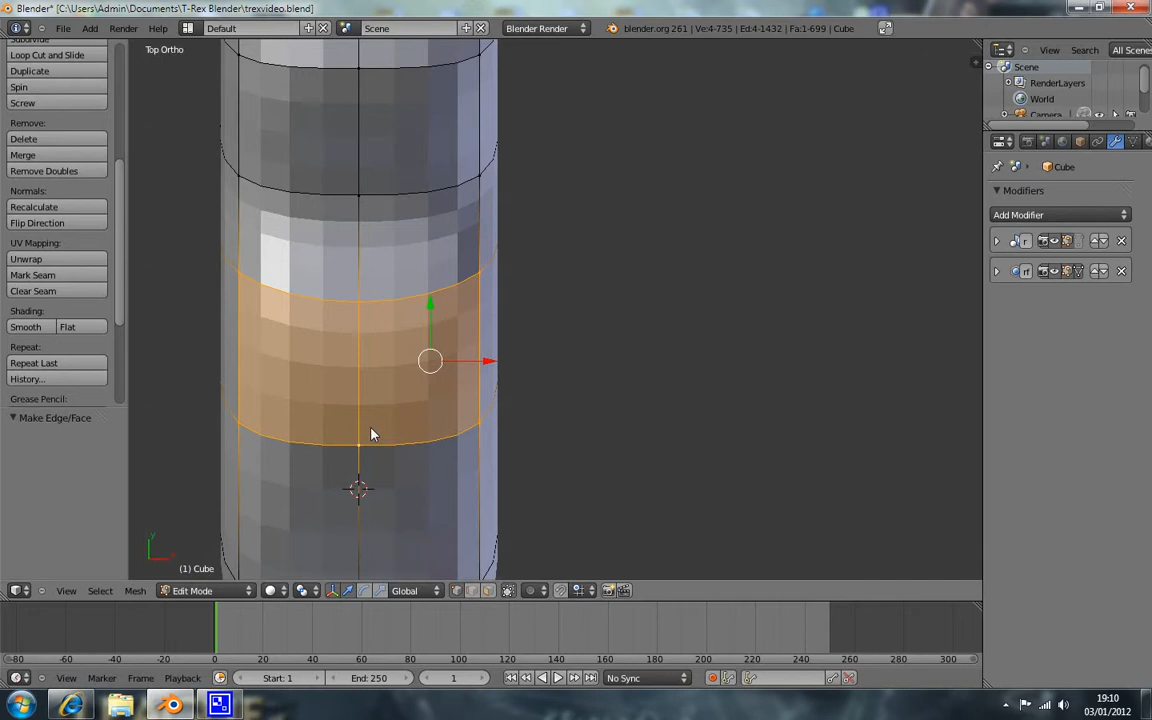 Blender* [C:\Users\Admin\Documents\T-Rex Blender\trexvideo.blend]
File Add Render Help Default Scene Blender Render blender.org 261 | Ve:4-735 | Ed:4-1432 | Fa:1-699 | Cube
Subdivide
Loop Cut and Slide
Duplicate
Spin
Screw
Remove:
Delete
Merge
Remove Doubles
Normals:
Recalculate
Flip Direction
UV Mapping:
Unwrap
Mark Seam
Clear Seam
Shading:
Smooth Flat
Repeat:
Repeat Last
History...
Grease Pencil:
Make Edge/Face
Top Ortho
y
x
(1) Cube
View Search All Scene
Scene
RenderLayers
World
Camera
Cube
Modifiers
Add Modifier
r
rf
View Select Mesh Edit Mode Global
-80 -60 -40 -20 0 20 40 60 80 100 120 140 160 180 200 220 240 260 280 300
View Marker Frame Playback Start: 1 End: 250 1 No Sync
19:10
03/01/2012